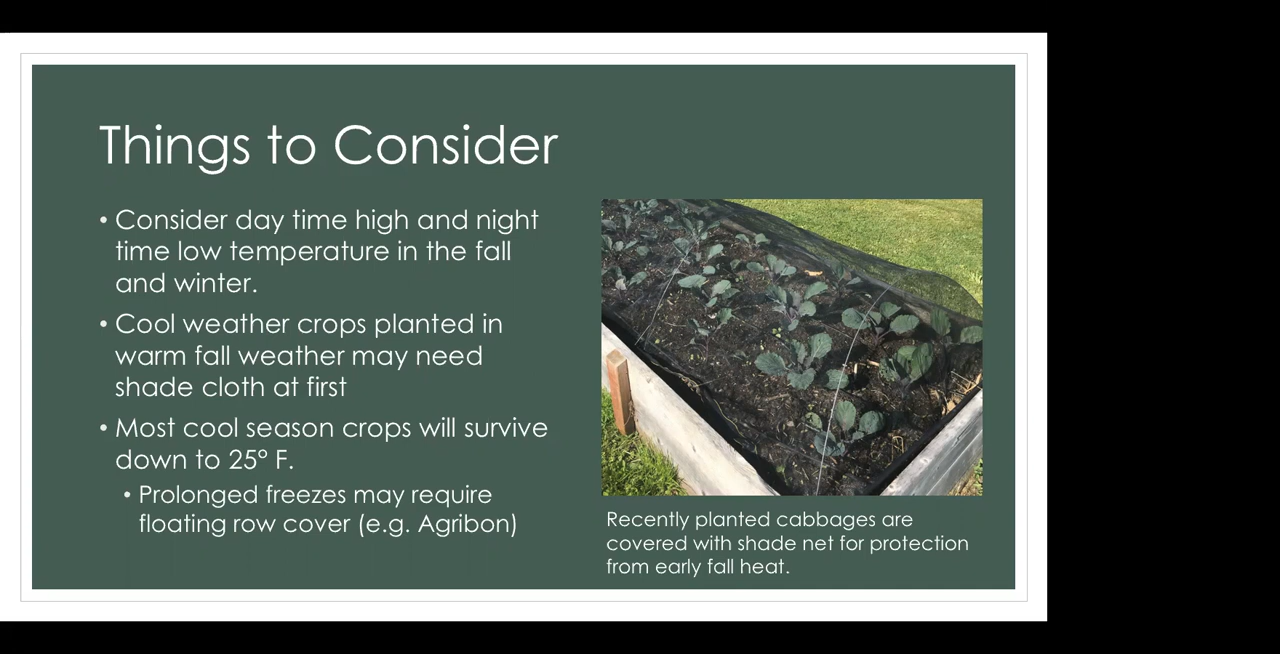 Things to Consider
• Consider day time high and night
time low temperature in the fall
and winter.
• Cool weather crops planted in
warm fall weather may need
shade cloth at first
• Most cool season crops will survive
down to 25° F.
• Prolonged freezes may require
floating row cover (e.g. Agribon)
Recently planted cabbages are
covered with shade net for protection
from early fall heat.